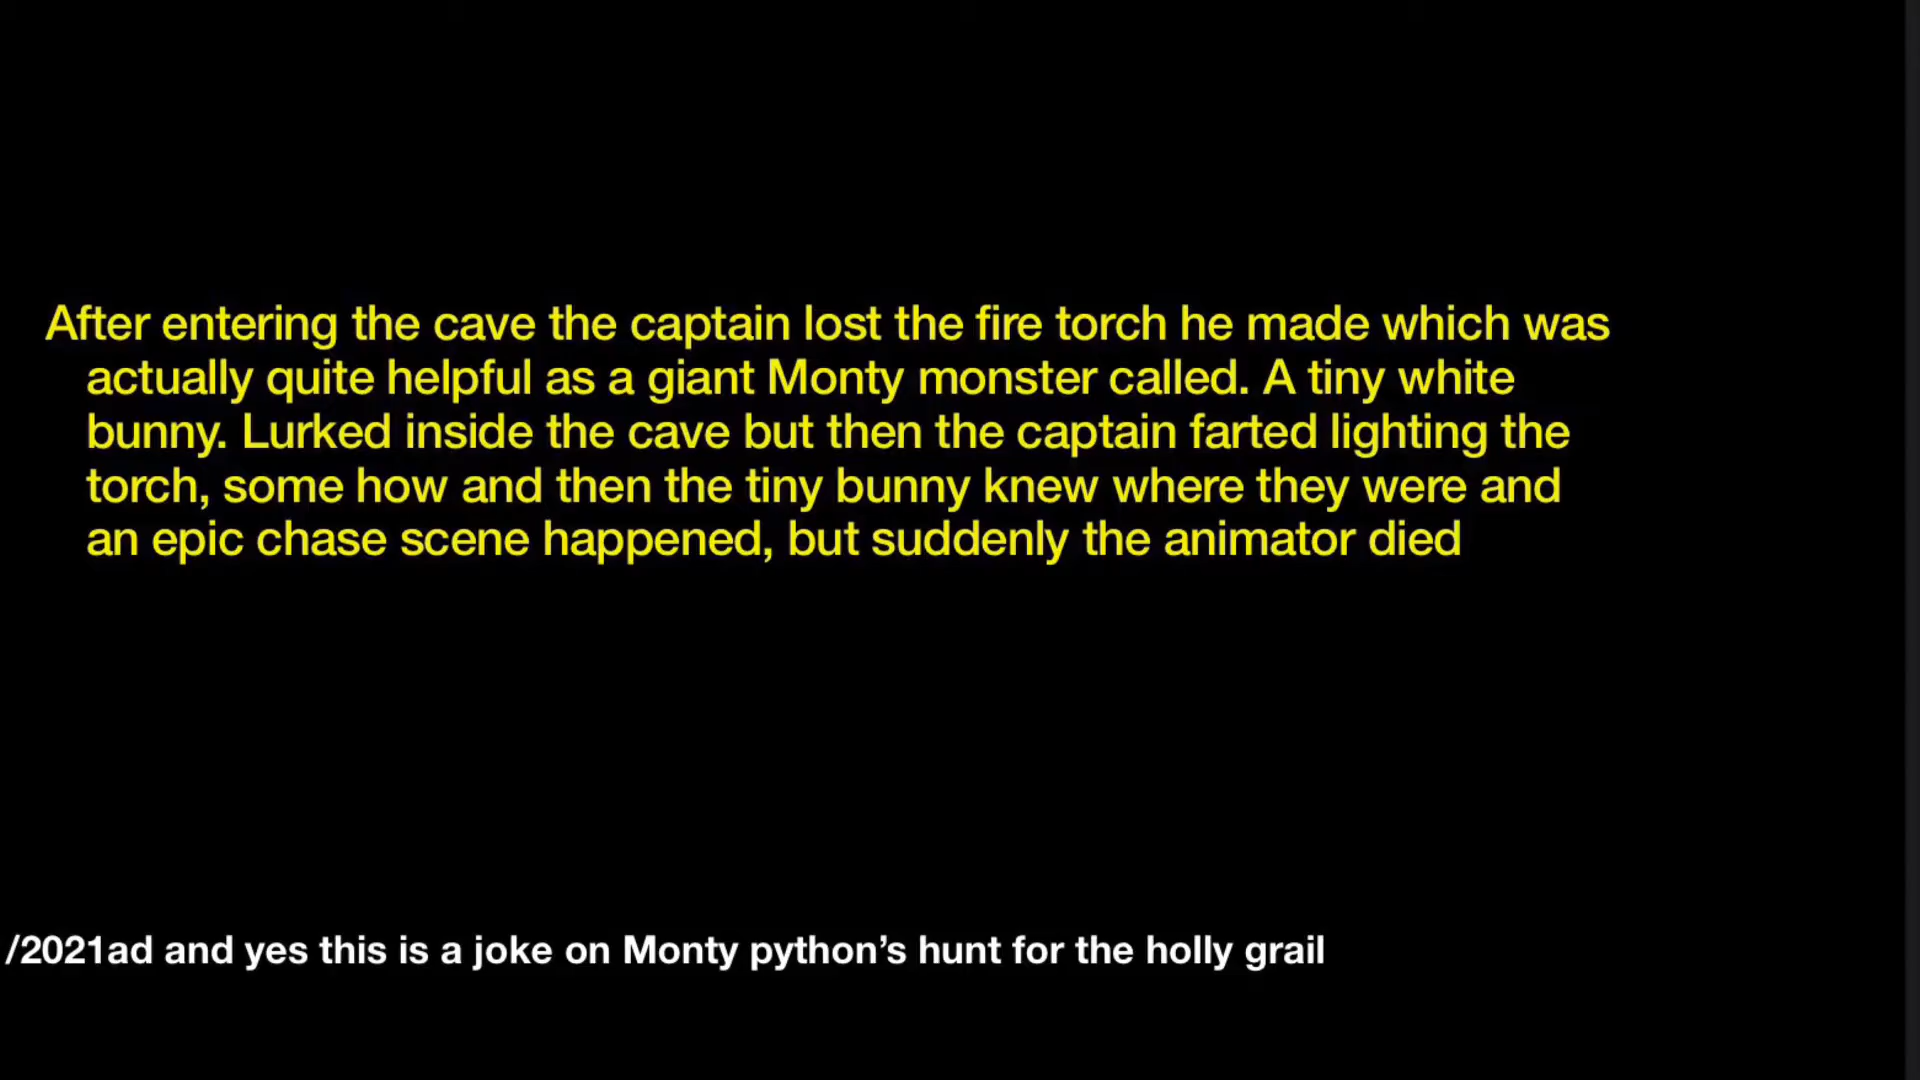 After entering the cave the captain lost the fire torch he made which was
actually quite helpful as a giant Monty monster called. A tiny white
bunny. Lurked inside the cave but then the captain farted lighting the
torch, some how and then the tiny bunny knew where they were and
an epic chase scene happened, but suddenly the animator died
/2021ad and yes this is a joke on Monty python’s hunt for the holly grail